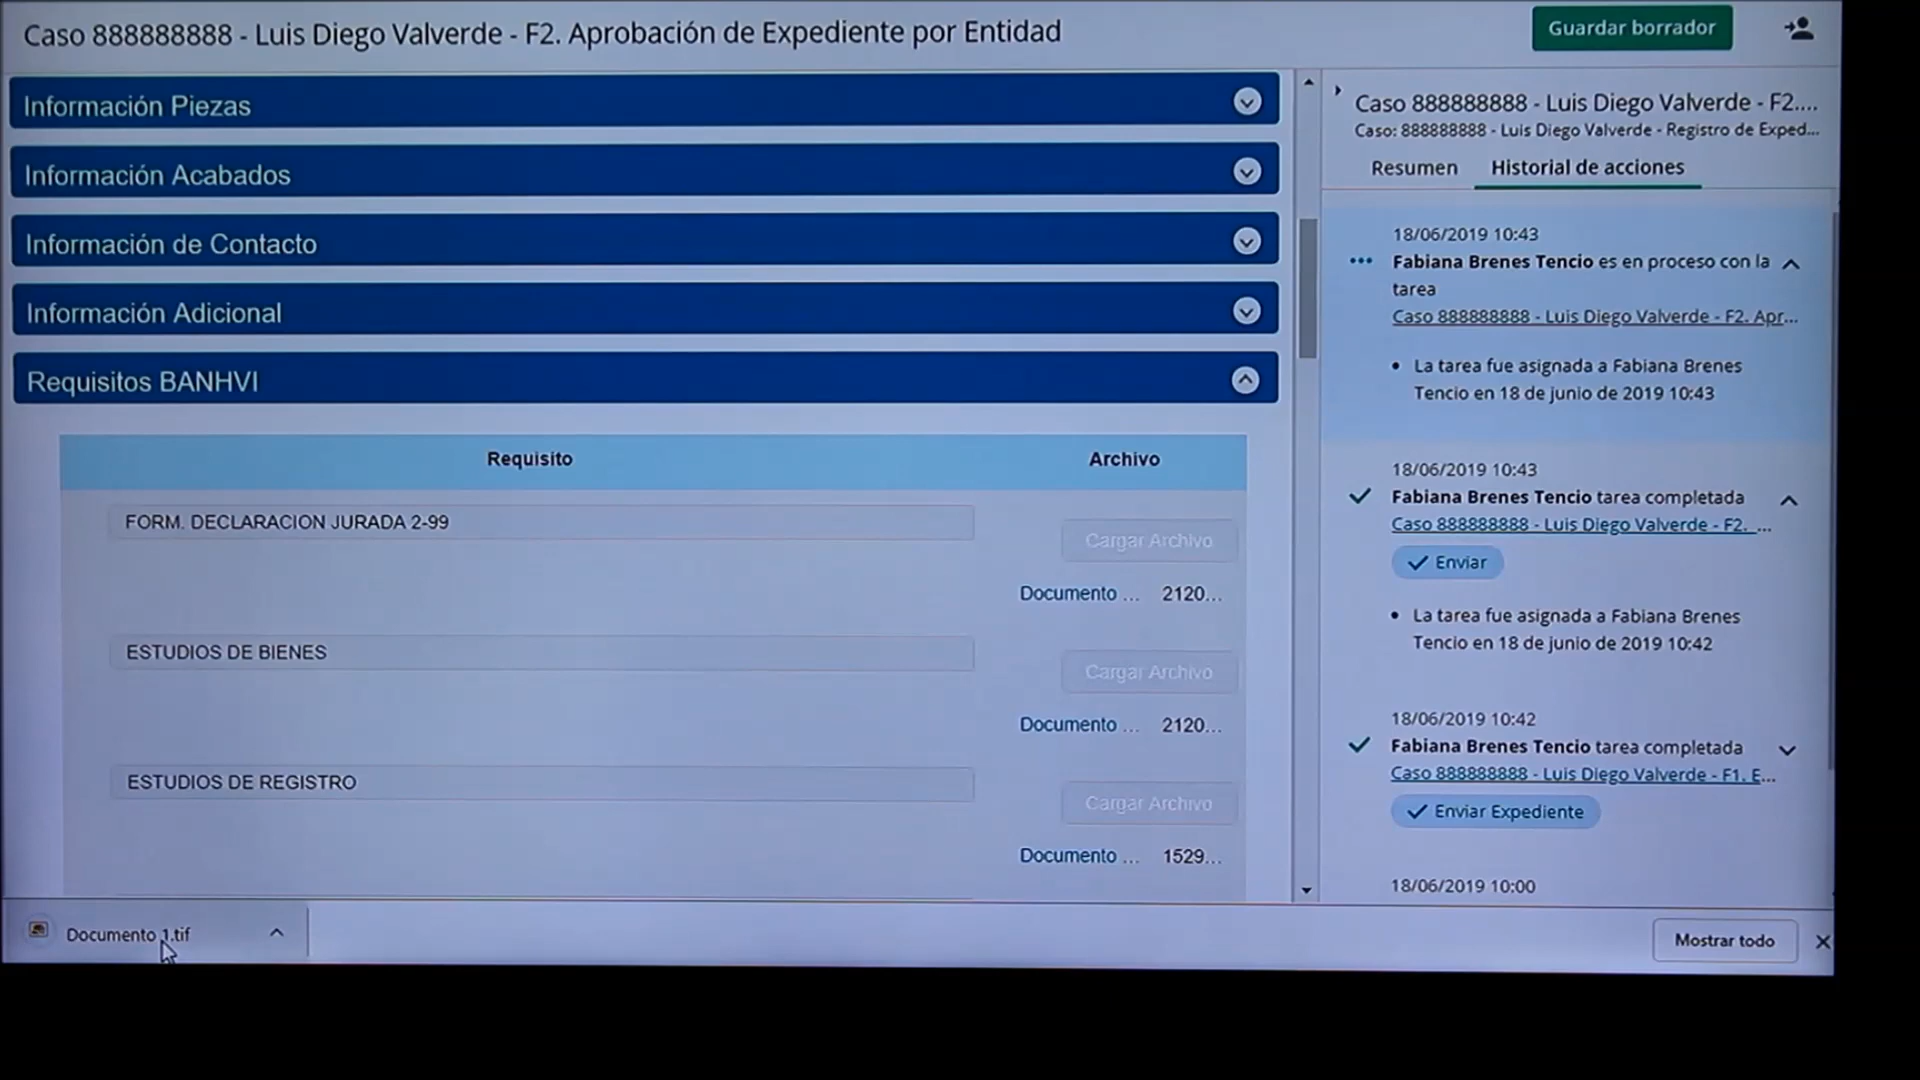 Caso 888888888 - Luis Diego Valverde - F2. Aprobación de Expediente por Entidad
Guardar borrador
Información Piezas
Información Acabados
Información de Contacto
Información Adicional
Requisitos BANHVI
Requisito
Archivo
FORM. DECLARACION JURADA 2-99
Cargar Archivo
Documento ...
2120...
ESTUDIOS DE BIENES
Cargar Archivo
Documento ...
2120...
ESTUDIOS DE REGISTRO
Cargar Archivo
Documento ...
1529...
Caso 888888888 - Luis Diego Valverde - F2....
Caso: 888888888 - Luis Diego Valverde - Registro de Exped...
Resumen
Historial de acciones
18/06/2019 10:43
Fabiana Brenes Tencio es en proceso con la
tarea
Caso 888888888 - Luis Diego Valverde - F2. Apr...
• La tarea fue asignada a Fabiana Brenes
Tencio en 18 de junio de 2019 10:43
18/06/2019 10:43
Fabiana Brenes Tencio tarea completada
Caso 888888888 - Luis Diego Valverde - F2. ...
Enviar
• La tarea fue asignada a Fabiana Brenes
Tencio en 18 de junio de 2019 10:42
18/06/2019 10:42
Fabiana Brenes Tencio tarea completada
Caso 888888888 - Luis Diego Valverde - F1. E...
Enviar Expediente
18/06/2019 10:00
Documento 1.tif
Mostrar todo